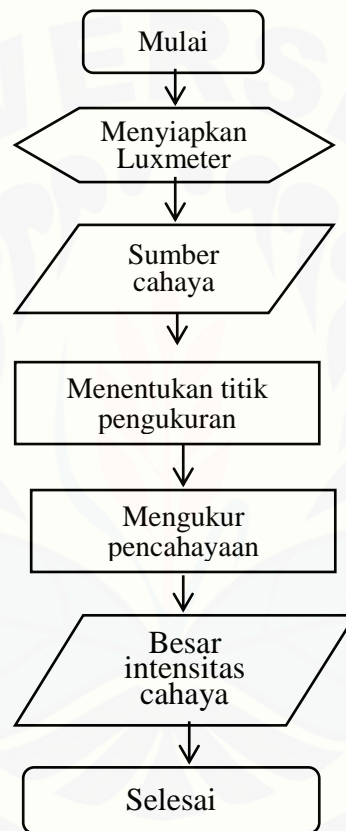 Mulai
Menyiapkan
Luxmeter
Sumber
cahaya
Menentukan titik
pengukuran
Mengukur
pencahayaan
Besar
intensitas
cahaya
Selesai